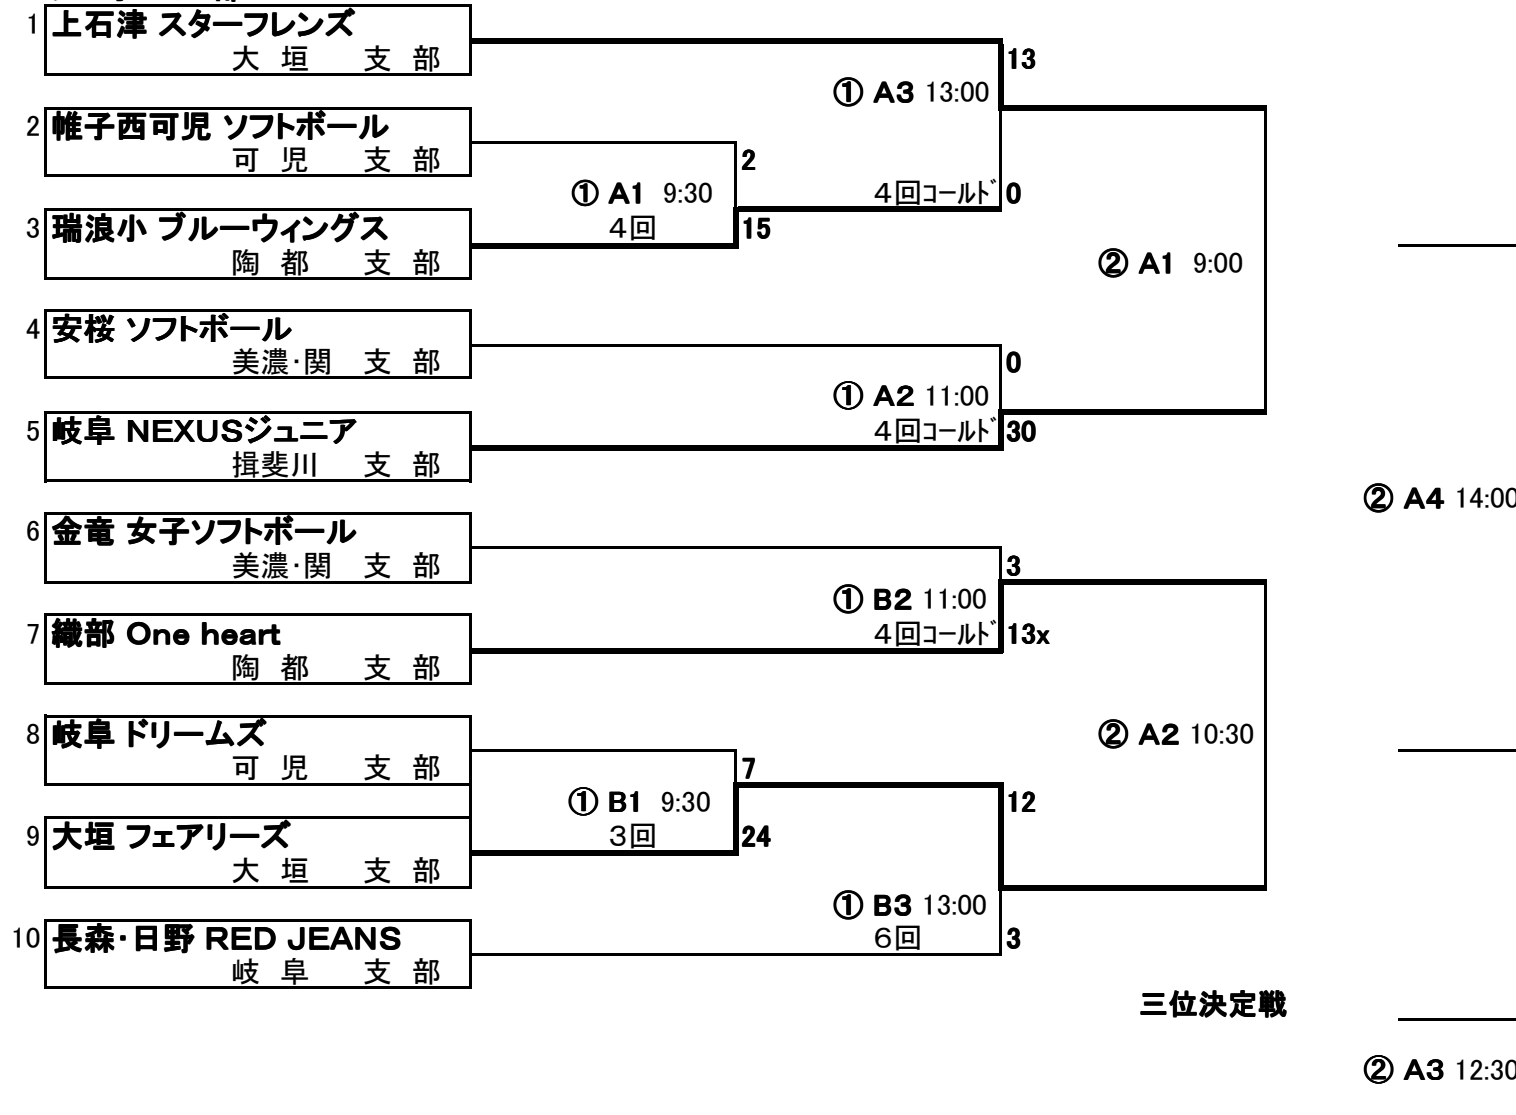 1 上石津 スターフレンズ
大 垣 支 部
13
① A3 13:00
2 帷子西可児 ソフトボール
可 児 支 部
2
① A1 9:30
4回コールド 0
3 瑞浪小 ブルーウィングス
4回
15
陶 都 支 部
② A1 9:00
4 安桜 ソフトボール
美濃・関 支 部
0
① A2 11:00
5 岐阜 NEXUSジュニア
4回コールド 30
揖斐川 支 部
② A4 14:00
6 金竜 女子ソフトボール
美濃・関 支 部
3
① B2 11:00
7 織部 One heart
4回コールド 13x
陶 都 支 部
8 岐阜 ドリームズ
② A2 10:30
可 児 支 部
7
① B1 9:30
12
9 大垣 フェアリーズ
3回
24
大 垣 支 部
① B3 13:00
10 長森・日野 RED JEANS
6回
3
岐 阜 支 部
三位決定戦
② A3 12:30